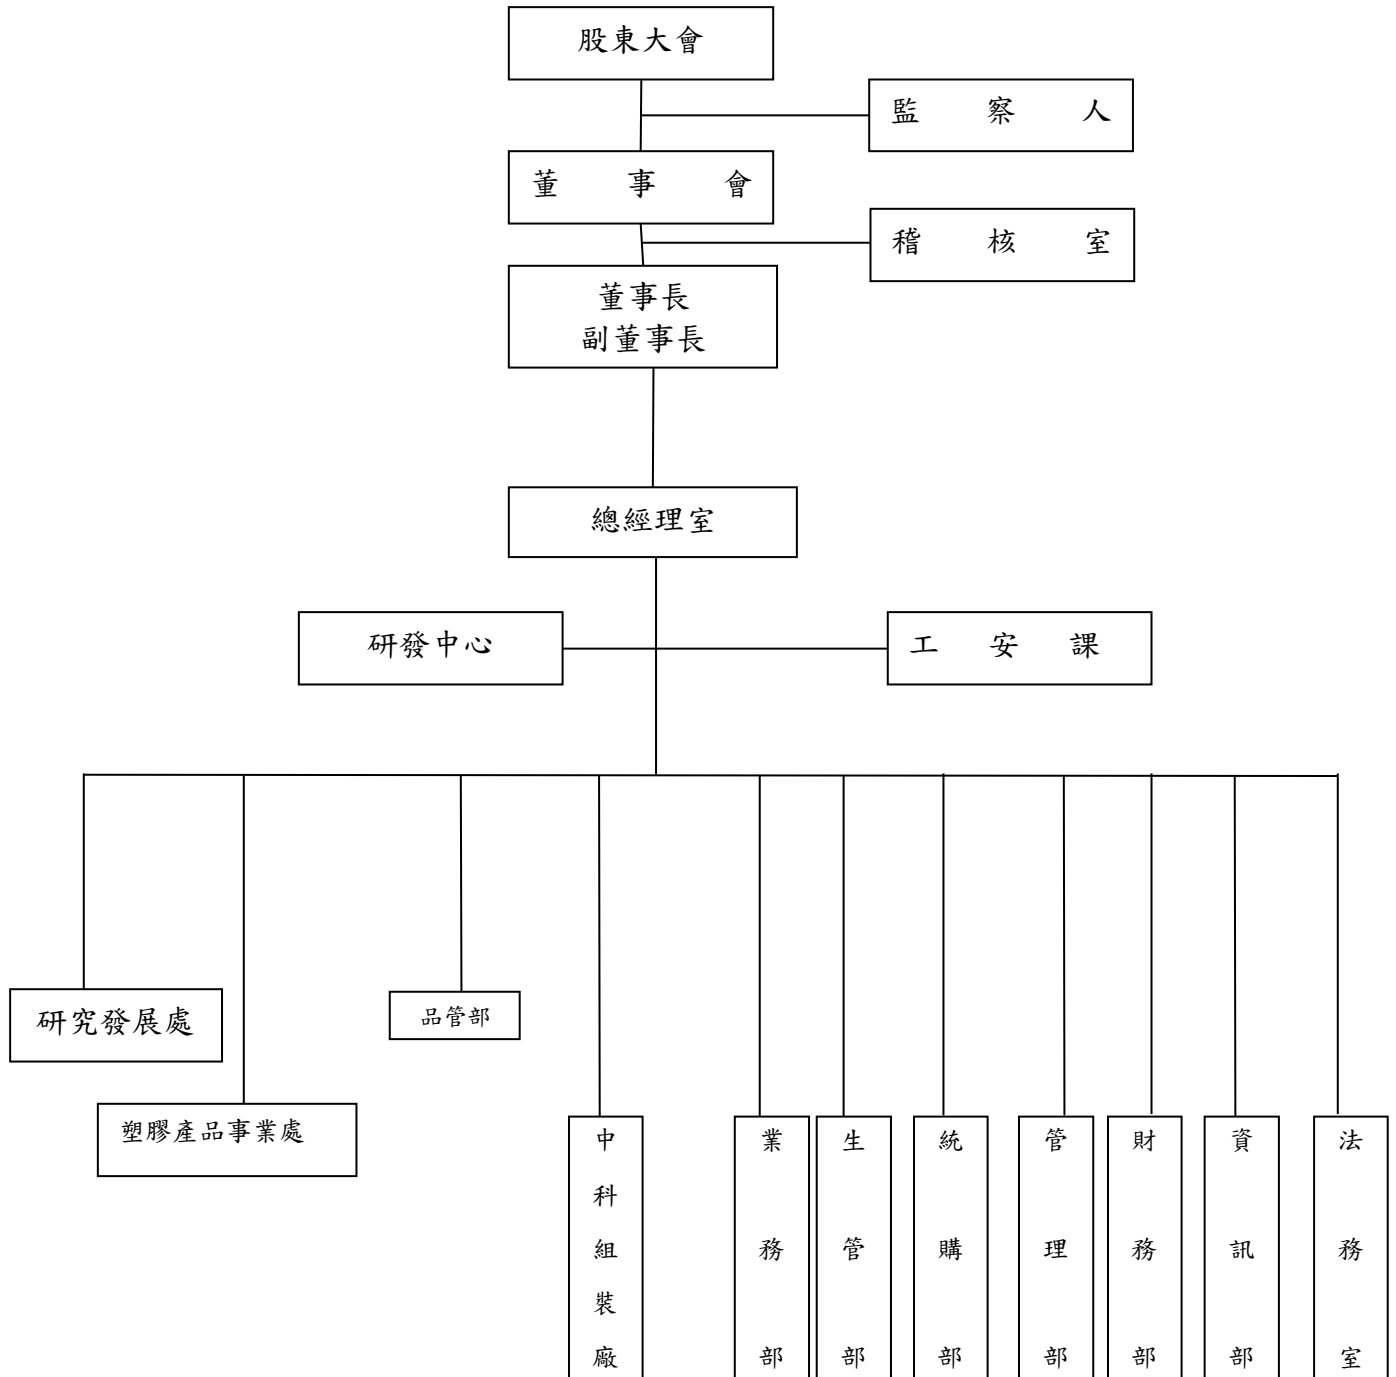 股東大會
監察人
董事會
稽核室
董事長
副董事長
總經理室
研發中心
工安課
研究發展處
品管部
塑膠產品事業處
中科組裝廠
業務部
生管部
統購部
管理部
財務部
資訊部
法務室